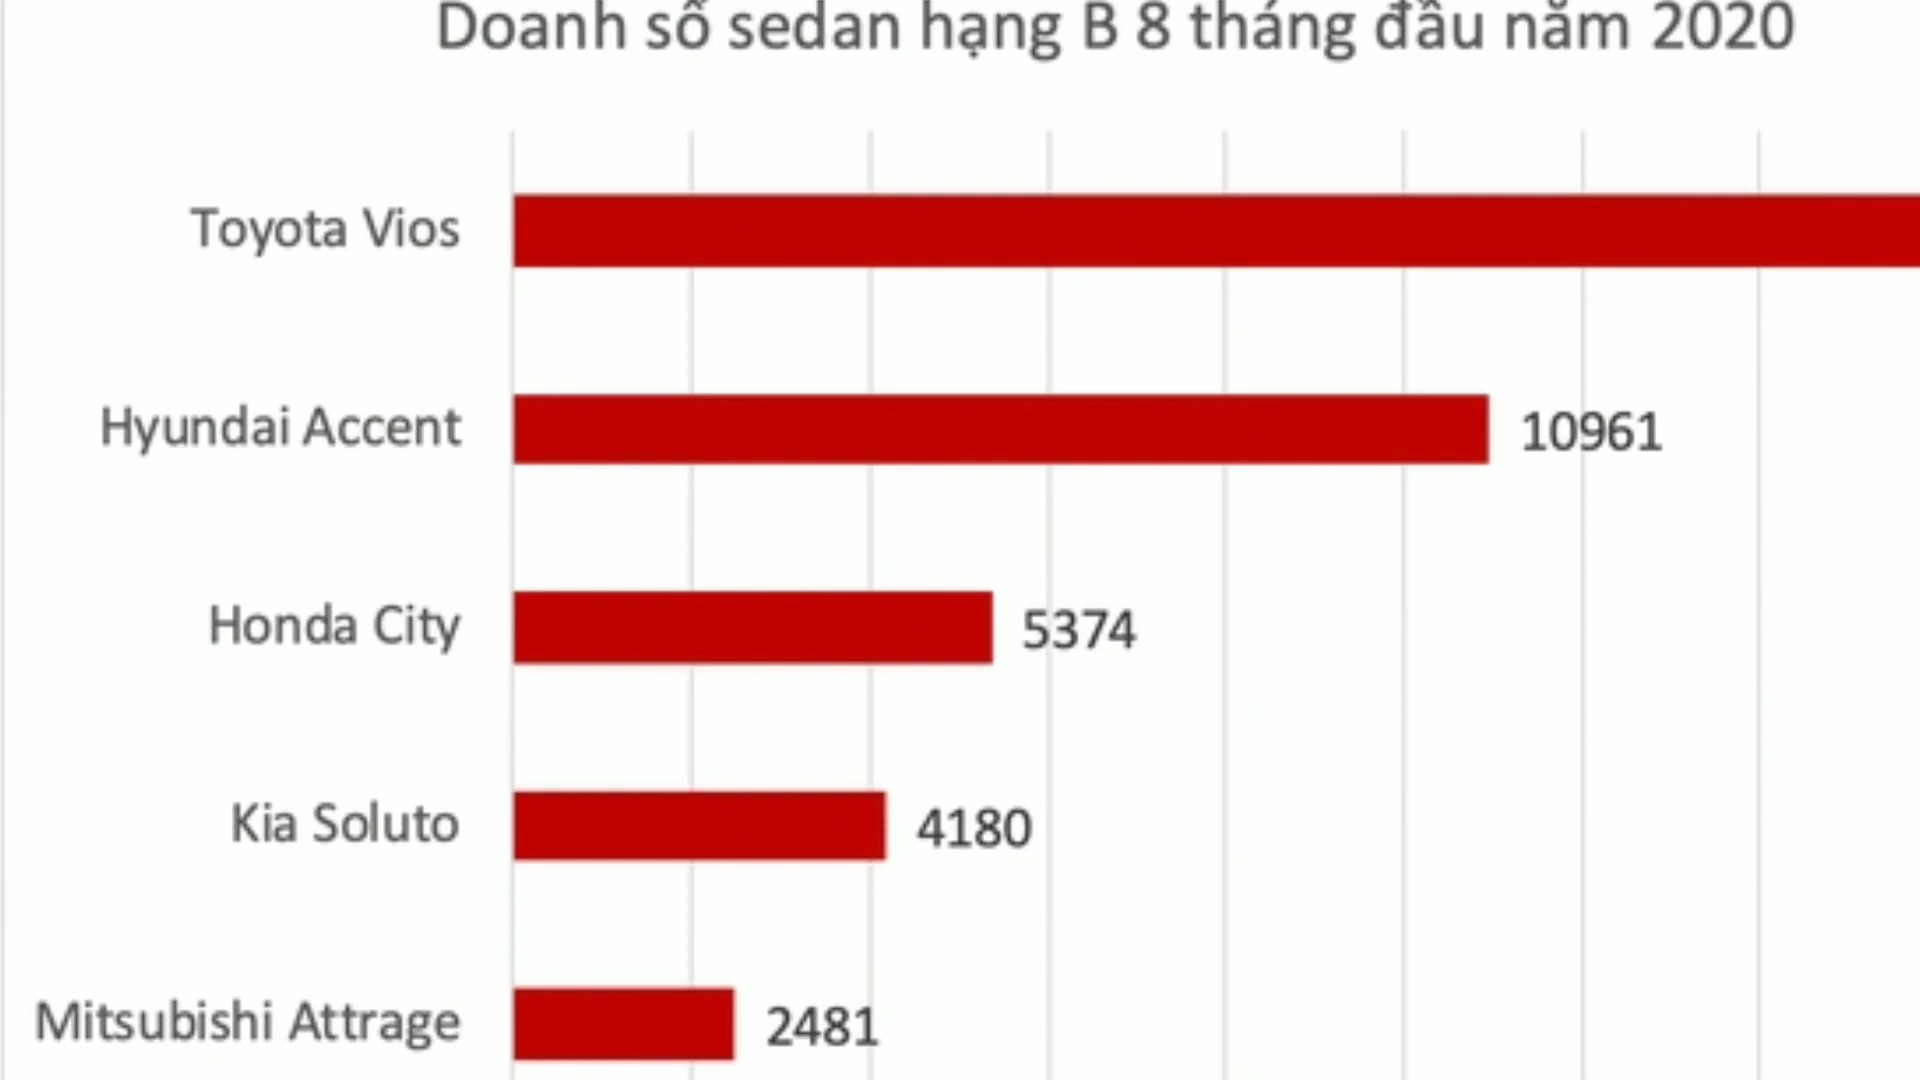 Doanh số sedan hạng B 8 tháng đầu năm 2020
Toyota Vios
Hyundai Accent 10961
Honda City 5374
Kia Soluto 4180
Mitsubishi Attrage 2481